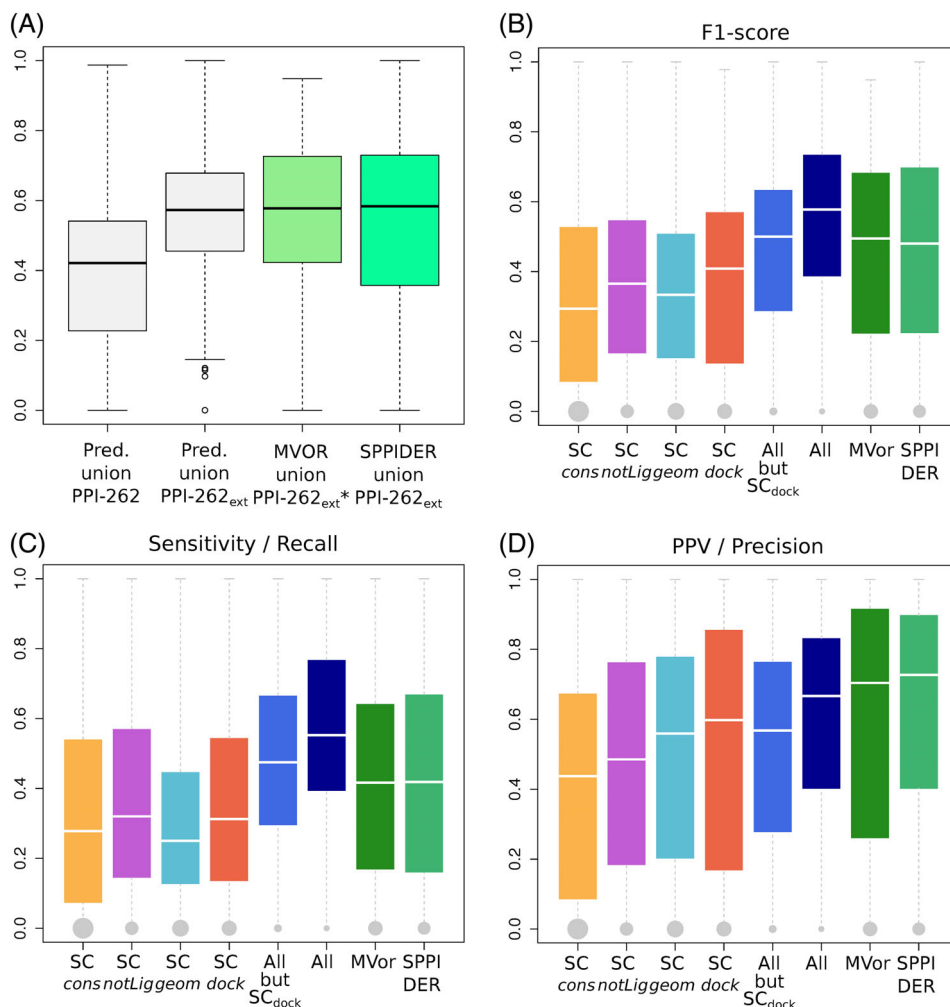 (A)
1.0
0.8
0.6
0.4
0.2
0.0
Pred. Pred. MVOR SPPIDER
union union union union
PPI-262 PPI-262ext PPI-262ext* PPI-262ext
(B)
F1-score
1.0
0.8
0.6
0.4
0.2
0.0
SC SC SC SC All All MVor SPPI
cons notLig geom dock but DER
SCdock
(C)
Sensitivity / Recall
1.0
0.8
0.6
0.4
0.2
0.0
SC SC SC SC All All MVor SPPI
cons notLig geom dock but DER
SCdock
(D)
PPV / Precision
1.0
0.8
0.6
0.4
0.2
0.0
SC SC SC SC All All MVor SPPI
cons notLig geom dock but DER
SCdock